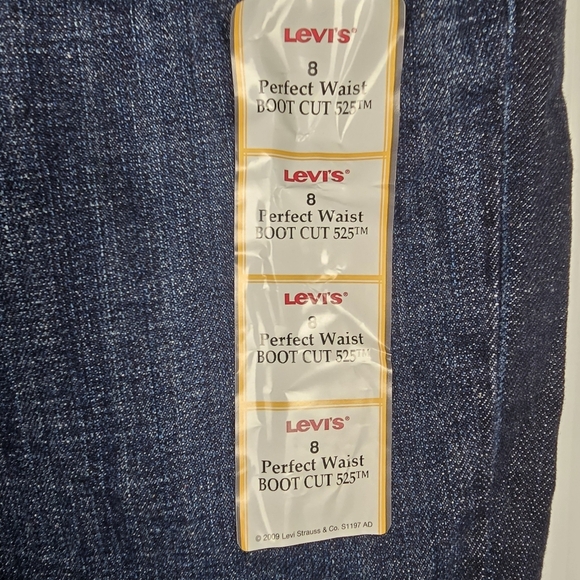 Levi's®
8
Perfect Waist
BOOT CUT 525™
Levi's®
8
Perfect Waist
BOOT CUT 525™
Levi's®
8
Perfect Waist
BOOT CUT 525™
Levi's®
8
Perfect Waist
BOOT CUT 525™
© 2009 Levi Strauss & Co. S1197 AD